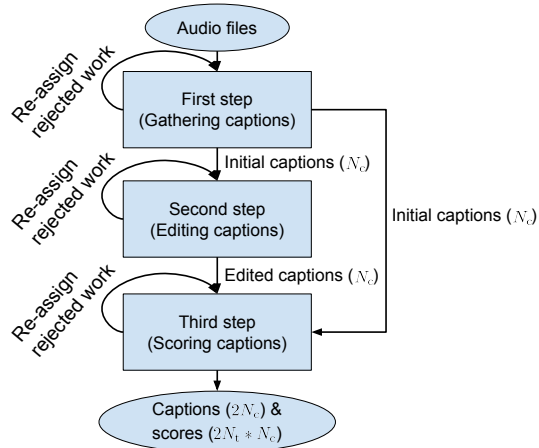 Audio files
Re-assign
rejected work
First step
(Gathering captions)
Initial captions (N_c)
Re-assign
rejected work
Second step
(Editing captions)
Initial captions (N_c)
Edited captions (N_c)
Re-assign
rejected work
Third step
(Scoring captions)
Captions (2N_c) &
scores (2N_t * N_c)